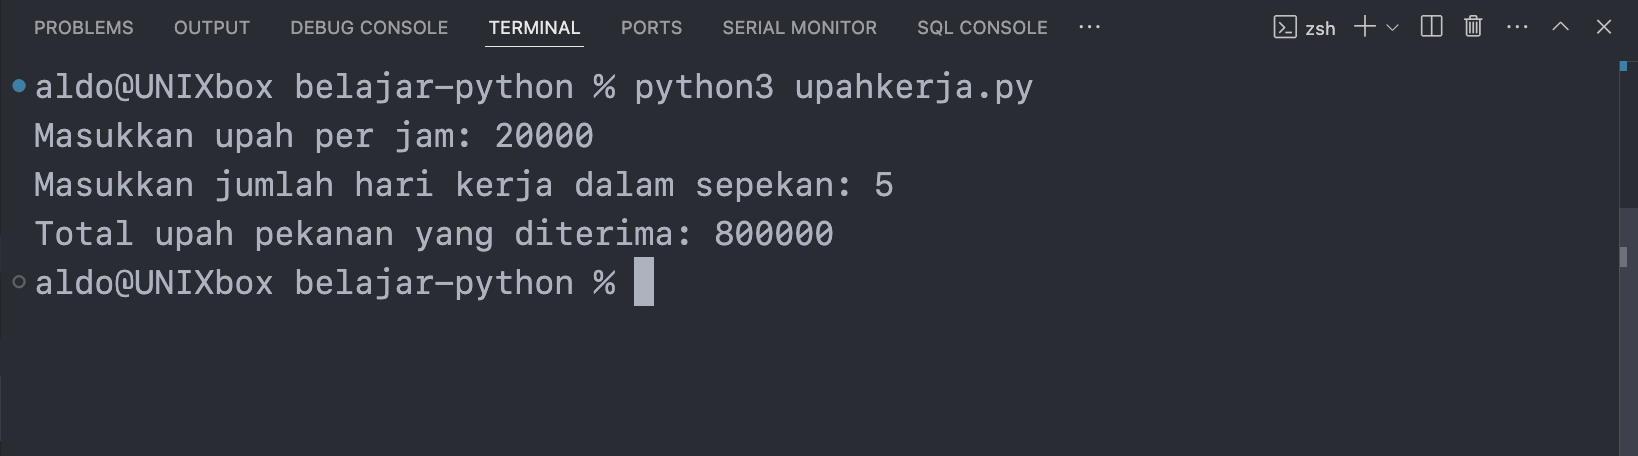 PROBLEMS OUTPUT DEBUG CONSOLE TERMINAL PORTS SERIAL MONITOR SQL CONSOLE ··· zsh ···
aldo@UNIXbox belajar-python % python3 upahkerja.py
Masukkan upah per jam: 20000
Masukkan jumlah hari kerja dalam sepekan: 5
Total upah pekanan yang diterima: 800000
aldo@UNIXbox belajar-python %